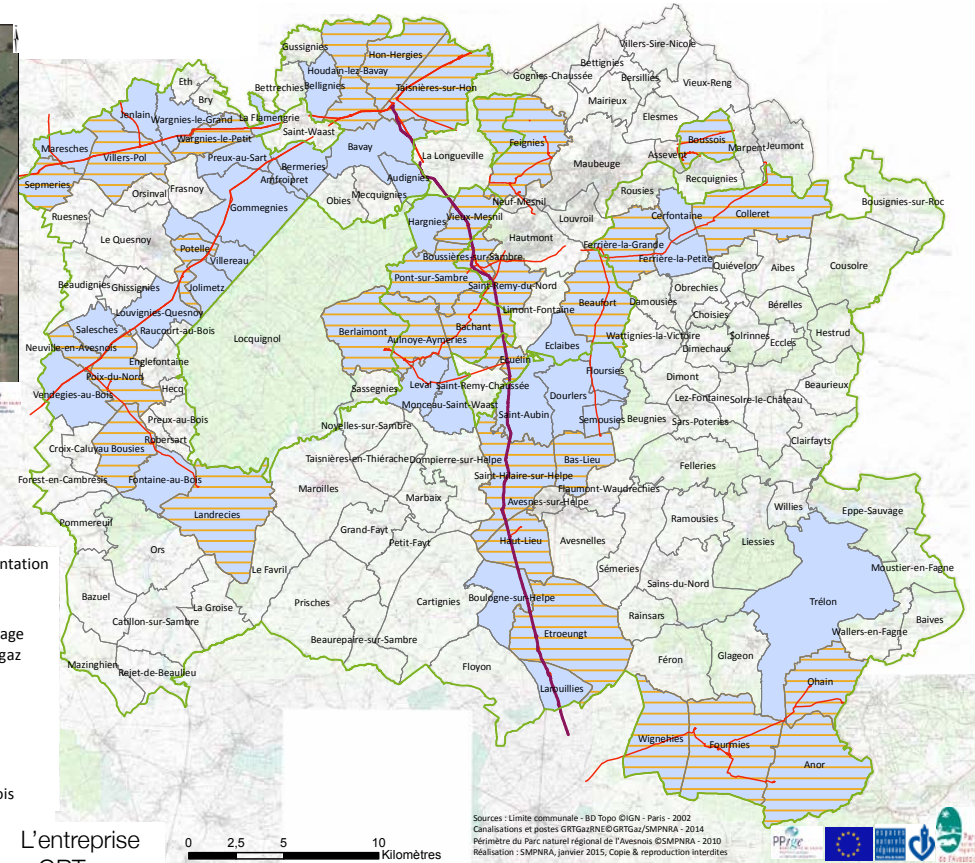 Villers-Sire-Nicole
Gussignies
Bettignies
Hon-Hergies
Gognies-Chaussée
Bersillies
Vieux-Reng
Houdain-lez-Bavay
Eth
Bettrechies
Bellignies
Taisnières-sur-Hon
Mairieux
Bry
Elesmes
Jenlain
Wargnies-le-Grand
La Flamengrie
Saint-Waast
Feignies
Boussois
Wargnies-le-Petit
Maresches
Villers-Pol
Bavay
Marpent
Jeumont
Preux-au-Sart
La Longueville
Maubeuge
Assevent
Bermeries
Recquignies
Sepmeries
Amfroipret
Audignies
Orsinval
Frasnoy
Mecquignies
Rousies
Obies
Neuf-Mesnil
Bousignies-sur-Roc
Gommegnies
Ruesnes
Hargnies
Vieux-Mesnil
Louvroil
Cerfontaine
Colleret
Le Quesnoy
Hautmont
Potelle
Ferrière-la-Grande
Villereau
Boussières-sur-Sambre
Ferrière-la-Petite
Quiévelon
Aibes
Cousolre
Pont-sur-Sambre
Beaudignies
Ghissignies
Jolimetz
Saint-Remy-du-Nord
Obrechies
Beaufort
Damousies
Bérelles
Louvignies-Quesnoy
Limont-Fontaine
Choisies
Salesches
Raucourt-au-Bois
Berlaimont
Bachant
Wattignies-la-Victoire
Solrinnes
Hestrud
Locquignol
Aulnoye-Aymeries
Eclaibes
Dimechaux
Eccles
Neuville-en-Avesnois
Englefontaine
Ecuélin
Floursies
Dimont
Poix-du-Nord
Hecq
Sassegnies
Leval
Saint-Remy-Chaussée
Beaurieux
Vendegies-au-Bois
Monceau-Saint-Waast
Dourlers
Lez-Fontaine
Solre-le-Château
Preux-au-Bois
Saint-Aubin
Semousies
Beugnies
Sars-Poteries
Noyelles-sur-Sambre
Robersart
Clairfayts
Croix-Caluyau
Bousies
Taisnières-en-Thiérache
Dompierre-sur-Helpe
Bas-Lieu
Felleries
Forest-en-Cambrésis
Fontaine-au-Bois
Saint-Hilaire-sur-Helpe
Maroilles
Flaumont-Waudrechies
Marbaix
Avesnes-sur-Helpe
Willies
Eppe-Sauvage
Landrecies
Pommereuil
Ramousies
Grand-Fayt
Petit-Fayt
Haut-Lieu
Avesnelles
Liessies
Ors
Moustier-en-Fagne
Le Favril
Sémeries
Sains-du-Nord
Bazuel
Boulogne-sur-Helpe
Trélon
La Groise
Prisches
Cartignies
Catillon-sur-Sambre
Rainsars
Baives
Etroeungt
Wallers-en-Fagne
Beaurepaire-sur-Sambre
Féron
Glageon
Mazinghien
Floyon
Rejet-de-Beaulieu
Ohain
Larouillies
Wignehies
Fourmies
Anor
ntation
age
gaz
ois
L'entreprise
0 2,5 5 10
Kilomètres
Sources : Limite communale - BD Topo ©IGN - Paris - 2002
Canalisations et postes GRTGazRNE©GRTGaz/SMPNRA - 2014
Périmètre du Parc naturel régional de l'Avesnois ©SMPNRA - 2010
Réalisation : SMPNRA, janvier 2015, Copie & reproduction interdites